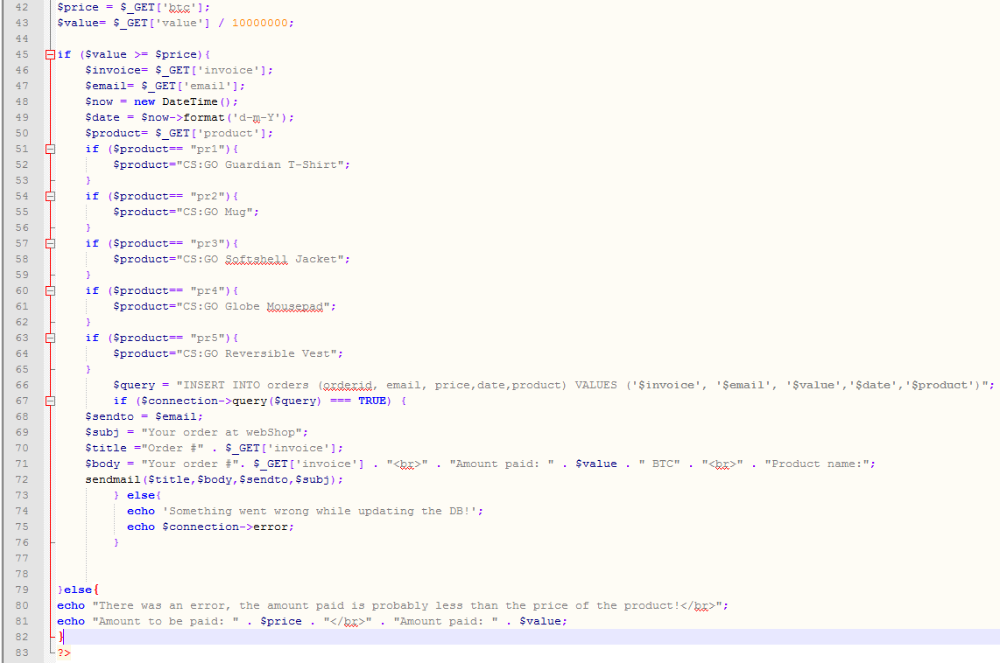 42 $price = $_GET['btc'];
43 $value= $_GET['value'] / 10000000;
44
45 if ($value >= $price){
46 $invoice= $_GET['invoice'];
47 $email= $_GET['email'];
48 $now = new DateTime();
49 $date = $now->format('d-m-Y');
50 $product= $_GET['product'];
51 if ($product== "pr1"){
52 $product="CS:GO Guardian T-Shirt";
53 }
54 if ($product== "pr2"){
55 $product="CS:GO Mug";
56 }
57 if ($product== "pr3"){
58 $product="CS:GO Softshell Jacket";
59 }
60 if ($product== "pr4"){
61 $product="CS:GO Globe Mousepad";
62 }
63 if ($product== "pr5"){
64 $product="CS:GO Reversible Vest";
65 }
66 $query = "INSERT INTO orders (orderid, email, price,date,product) VALUES ('$invoice', '$email', '$value','$date','$product')";
67 if ($connection->query($query) === TRUE) {
68 $sendto = $email;
69 $subj = "Your order at webShop";
70 $title ="Order #" . $_GET['invoice'];
71 $body = "Your order #". $_GET['invoice'] . "<br>" . "Amount paid: " . $value . " BTC" . "<br>" . "Product name:";
72 sendmail($title,$body,$sendto,$subj);
73 } else{
74 echo 'Something went wrong while updating the DB!';
75 echo $connection->error;
76 }
77
78
79 }else{
80 echo "There was an error, the amount paid is probably less than the price of the product!</br>";
81 echo "Amount to be paid: " . $price . "</br>" . "Amount paid: " . $value;
82 }
83 ?>